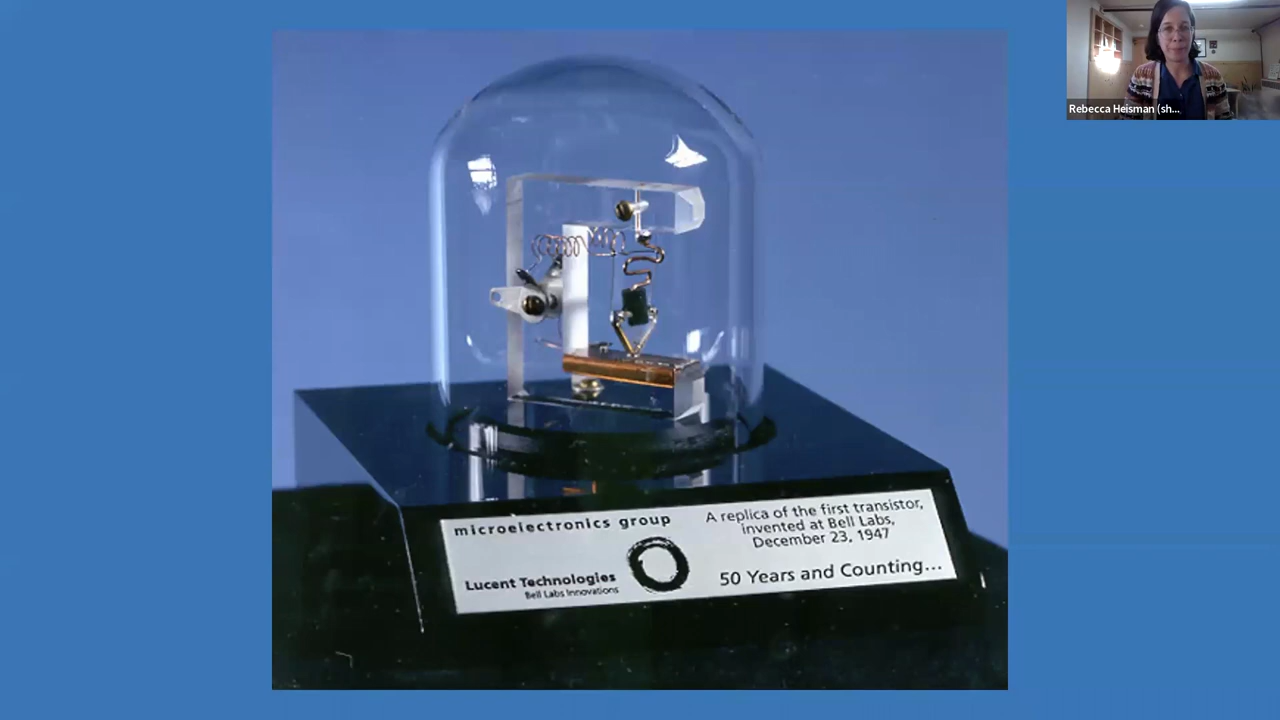 Rebecca Heisman (sh...
microelectronics group
Lucent Technologies
Bell Labs Innovations
A replica of the first transistor,
invented at Bell Labs,
December 23, 1947
50 Years and Counting...